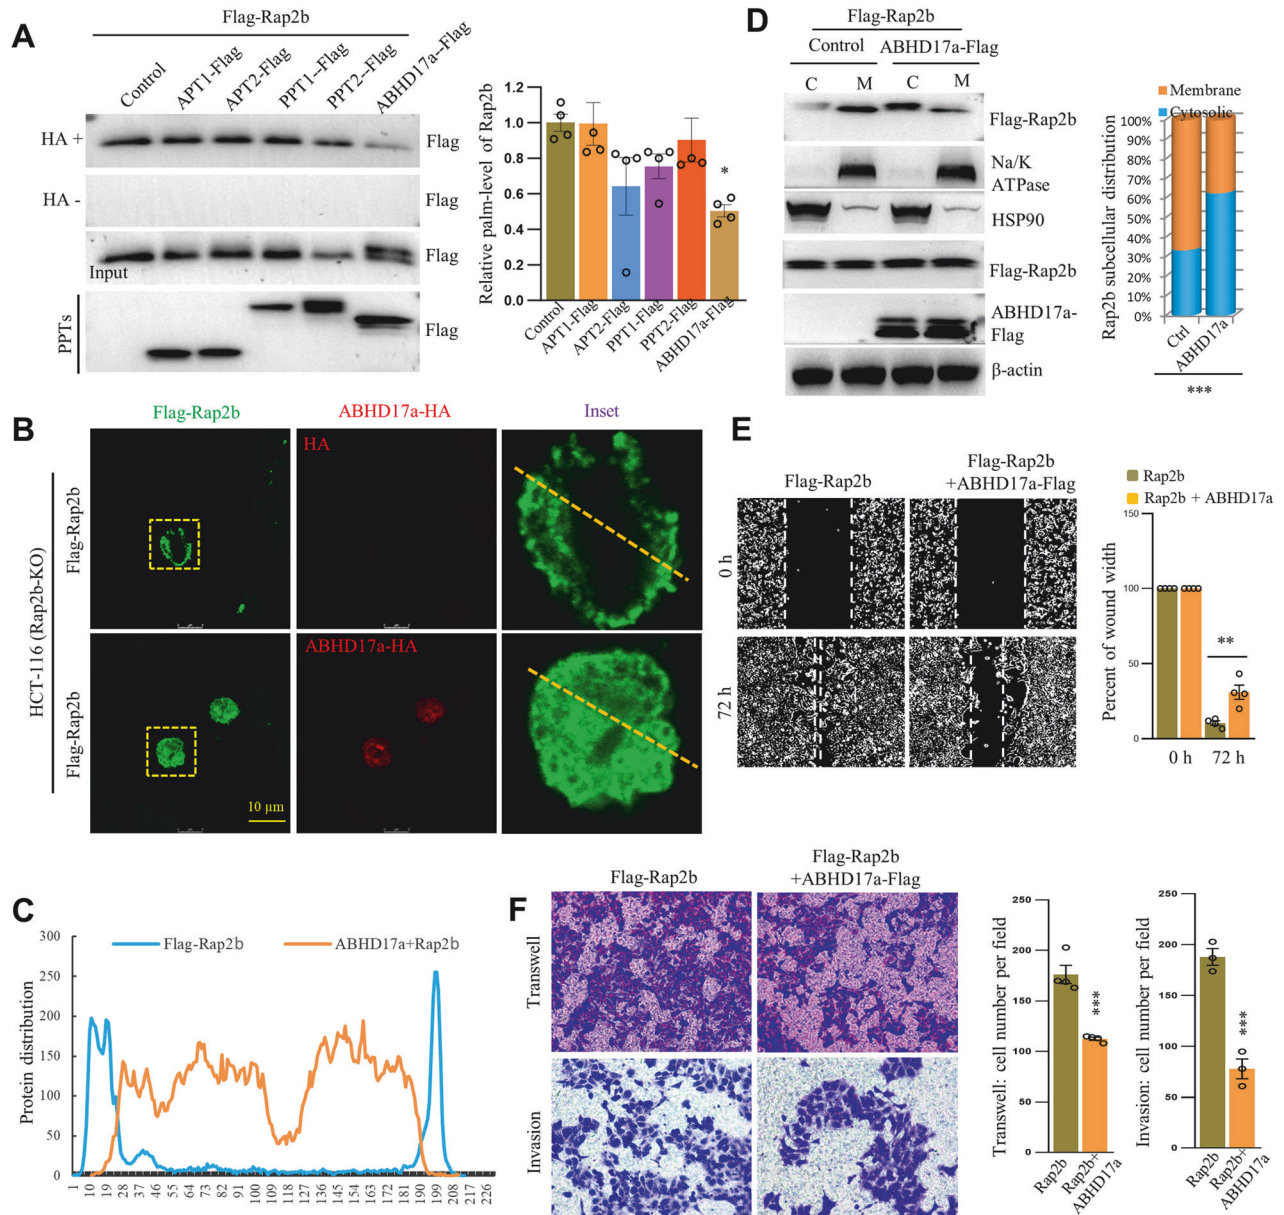 A
Flag-Rap2b
Control
APT1-Flag
APT2-Flag
PPT1--Flag
PPT2--Flag
ABHD17a--Flag
HA +
Flag
HA -
Flag
Input
Flag
PPTs
Flag
Relative palm-level of Rap2b
1.2
1.0
0.8
0.6
0.4
0.2
0.0
*
Control
APT1-Flag
APT2-Flag
PPT1-Flag
PPT2-Flag
ABHD17a-Flag
D
Flag-Rap2b
Control ABHD17a-Flag
C M C M
Flag-Rap2b
Na/K
ATPase
HSP90
Flag-Rap2b
ABHD17a-
Flag
β-actin
Membrane
Cytosolic
Rap2b subcellular distribution
100%
90%
80%
70%
60%
50%
40%
30%
20%
10%
0%
Ctrl
ABHD17a
***
B
Flag-Rap2b ABHD17a-HA Inset
HCT-116 (Rap2b-KO)
Flag-Rap2b
HA
Flag-Rap2b
ABHD17a-HA
10 μm
E
Flag-Rap2b
Flag-Rap2b
+ABHD17a-Flag
0 h
72 h
Rap2b
Rap2b + ABHD17a
Percent of wound width
150
100
50
0
**
0 h 72 h
C
Flag-Rap2b ABHD17a+Rap2b
Protein distribution
300
250
200
150
100
50
0
1 10 19 28 37 46 55 64 73 82 91 100 109 118 127 136 145 154 163 172 181 190 199 208 217 226
F
Flag-Rap2b
Flag-Rap2b
+ABHD17a-Flag
Transwell
Invasion
Transwell: cell number per field
250
200
150
100
50
0
***
Rap2b
Rap2b+
ABHD17a
Invasion: cell number per field
250
200
150
100
50
0
***
Rap2b
Rap2b+
ABHD17a